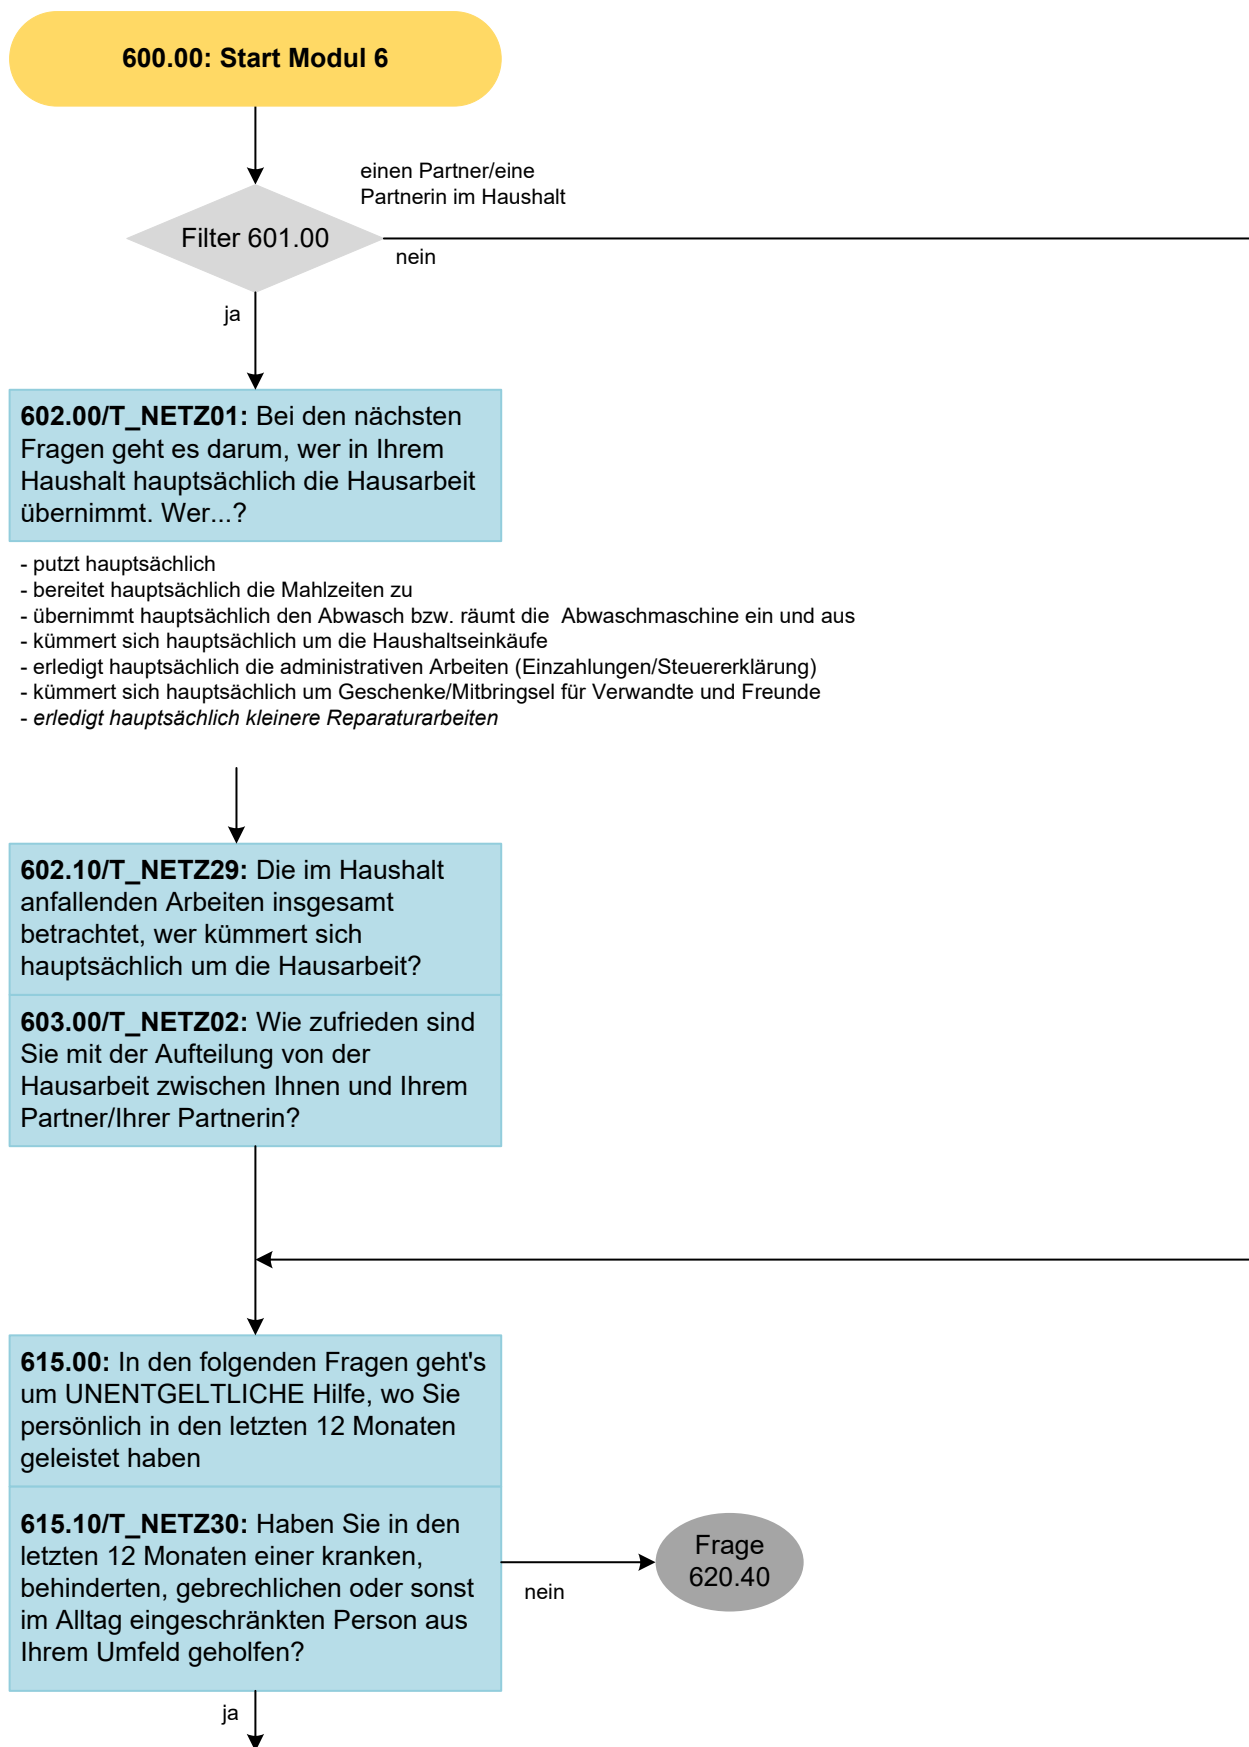 600.00: Start Modul 6
einen Partner/eine
Partnerin im Haushalt
Filter 601.00
nein
ja
602.00/T_NETZ01: Bei den nächsten
Fragen geht es darum, wer in Ihrem
Haushalt hauptsächlich die Hausarbeit
übernimmt. Wer...?
- putzt hauptsächlich
- bereitet hauptsächlich die Mahlzeiten zu
- übernimmt hauptsächlich den Abwasch bzw. räumt die  Abwaschmaschine ein und aus
- kümmert sich hauptsächlich um die Haushaltseinkäufe
- erledigt hauptsächlich die administrativen Arbeiten (Einzahlungen/Steuererklärung)
- kümmert sich hauptsächlich um Geschenke/Mitbringsel für Verwandte und Freunde
- erledigt hauptsächlich kleinere Reparaturarbeiten
602.10/T_NETZ29: Die im Haushalt
anfallenden Arbeiten insgesamt
betrachtet, wer kümmert sich
hauptsächlich um die Hausarbeit?
603.00/T_NETZ02: Wie zufrieden sind
Sie mit der Aufteilung von der
Hausarbeit zwischen Ihnen und Ihrem
Partner/Ihrer Partnerin?
615.00: In den folgenden Fragen geht's
um UNENTGELTLICHE Hilfe, wo Sie
persönlich in den letzten 12 Monaten
geleistet haben
615.10/T_NETZ30: Haben Sie in den
letzten 12 Monaten einer kranken,
behinderten, gebrechlichen oder sonst
im Alltag eingeschränkten Person aus
Ihrem Umfeld geholfen?
nein
Frage
620.40
ja